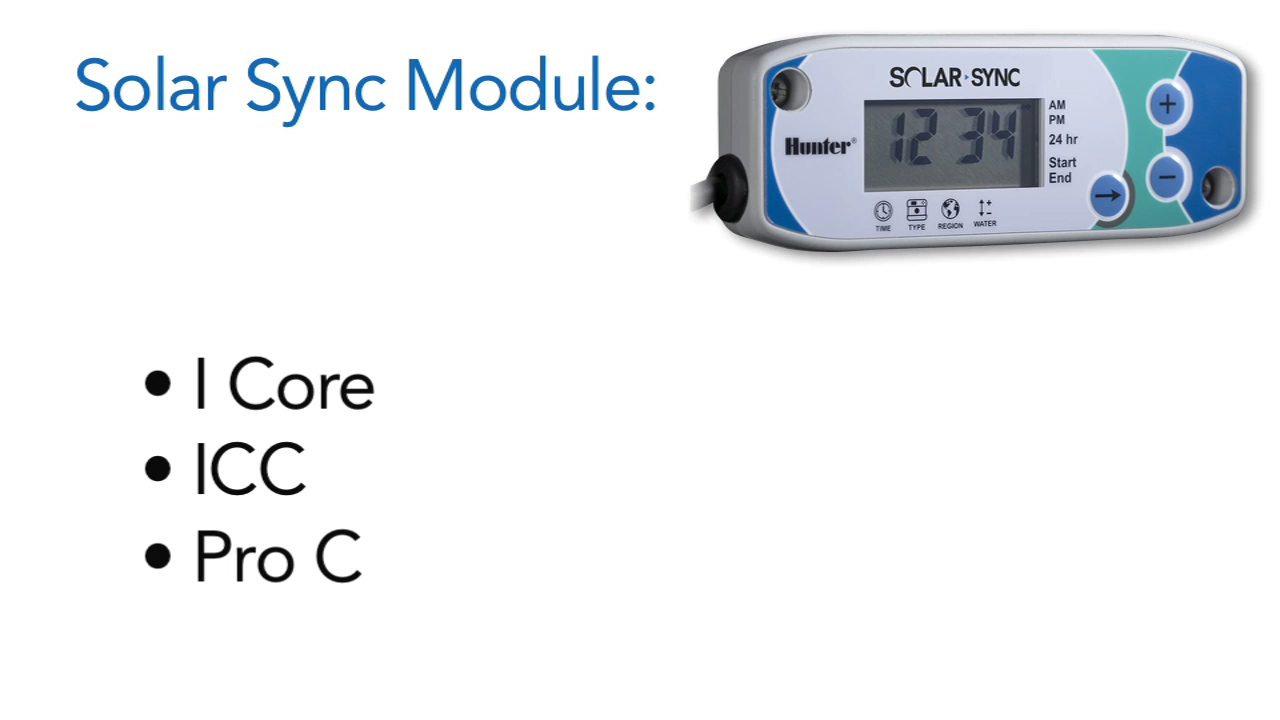 Solar Sync Module:
SOLAR SYNC
Hunter®
12 34
AM
PM
24 hr
Start
End
+
−
→
TIME
TYPE
REGION
WATER
• I Core
• ICC
• Pro C